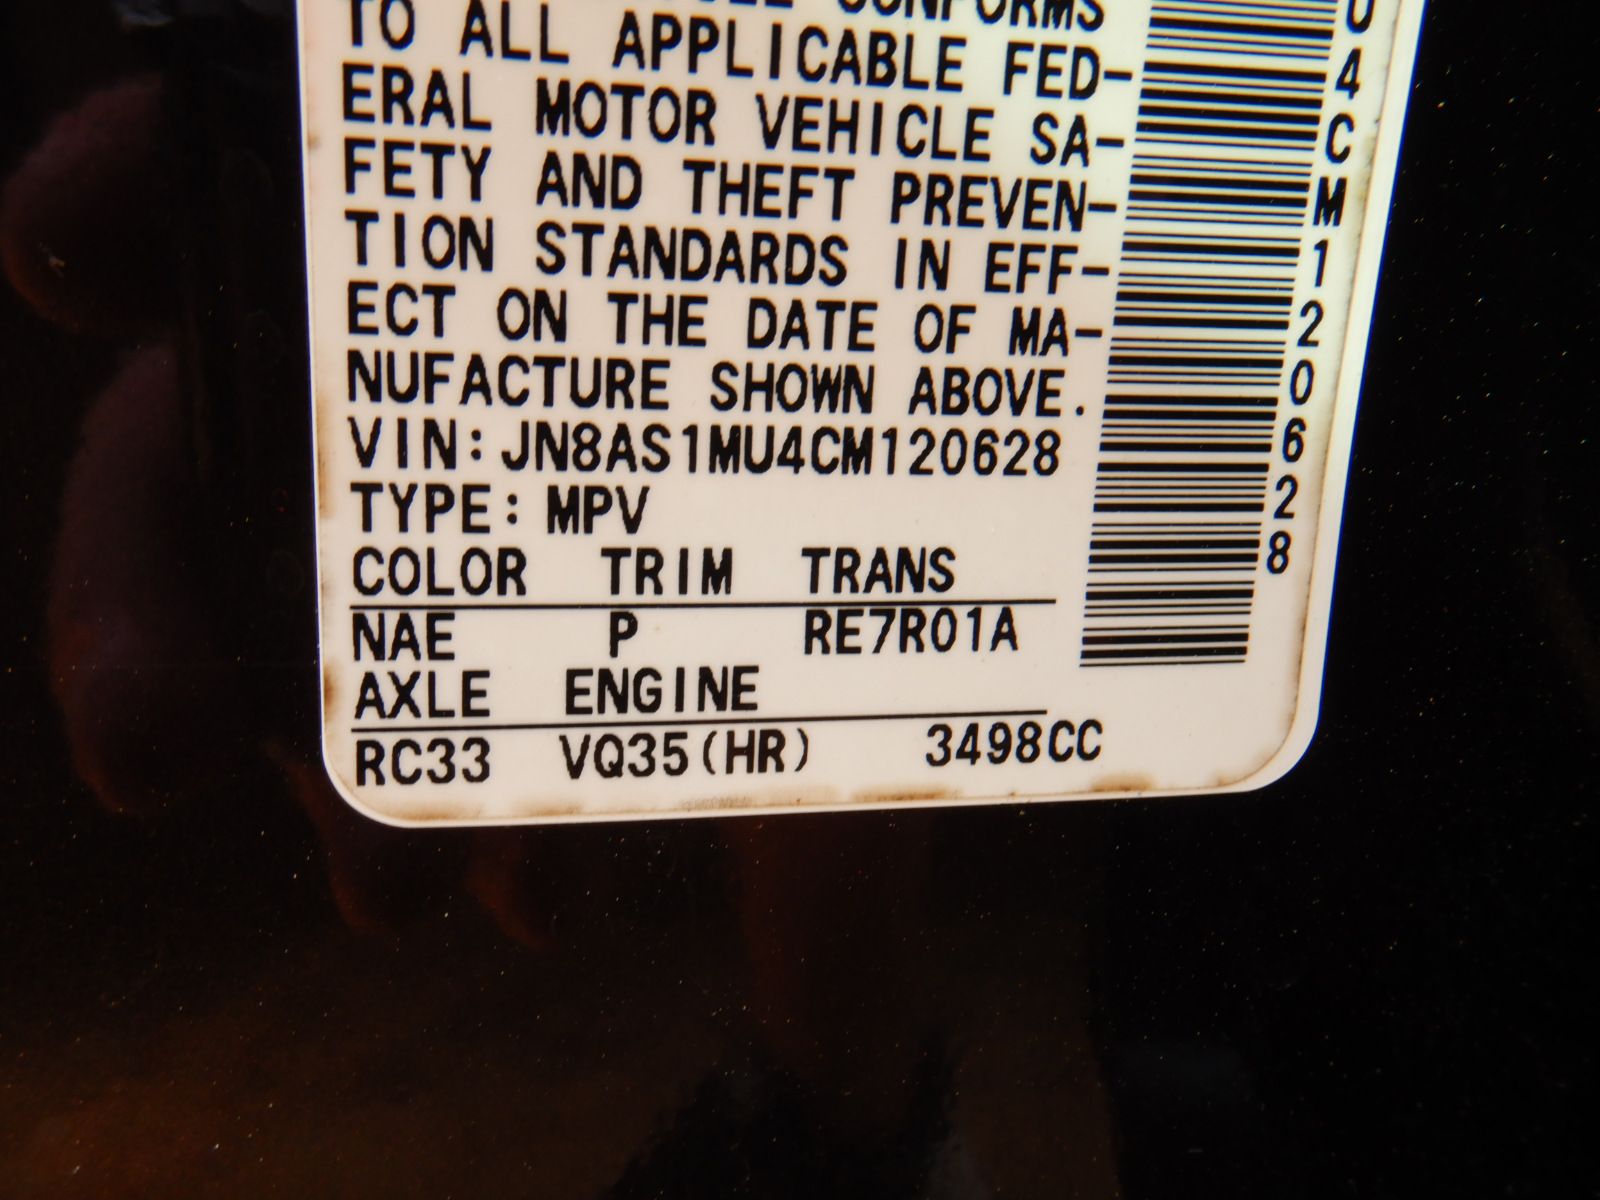 CONFORMS
TO ALL APPLICABLE FED-
ERAL MOTOR VEHICLE SA-
FETY AND THEFT PREVEN-
TION STANDARDS IN EFF-
ECT ON THE DATE OF MA-
NUFACTURE SHOWN ABOVE.
VIN: JN8AS1MU4CM120628
TYPE: MPV
COLOR TRIM TRANS
NAE P RE7R01A
AXLE ENGINE
RC33 VQ35(HR) 3498CC
U4CM120628